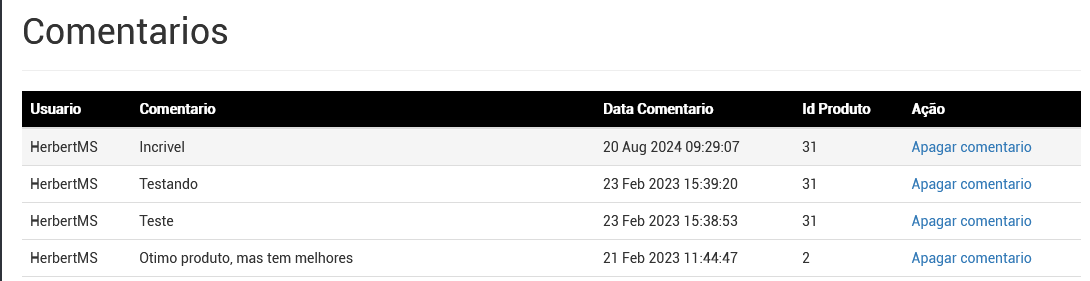 Comentarios
Usuario Comentario Data Comentario Id Produto Ação
HerbertMS Incrivel 20 Aug 2024 09:29:07 31 Apagar comentario
HerbertMS Testando 23 Feb 2023 15:39:20 31 Apagar comentario
HerbertMS Teste 23 Feb 2023 15:38:53 31 Apagar comentario
HerbertMS Otimo produto, mas tem melhores 21 Feb 2023 11:44:47 2 Apagar comentario